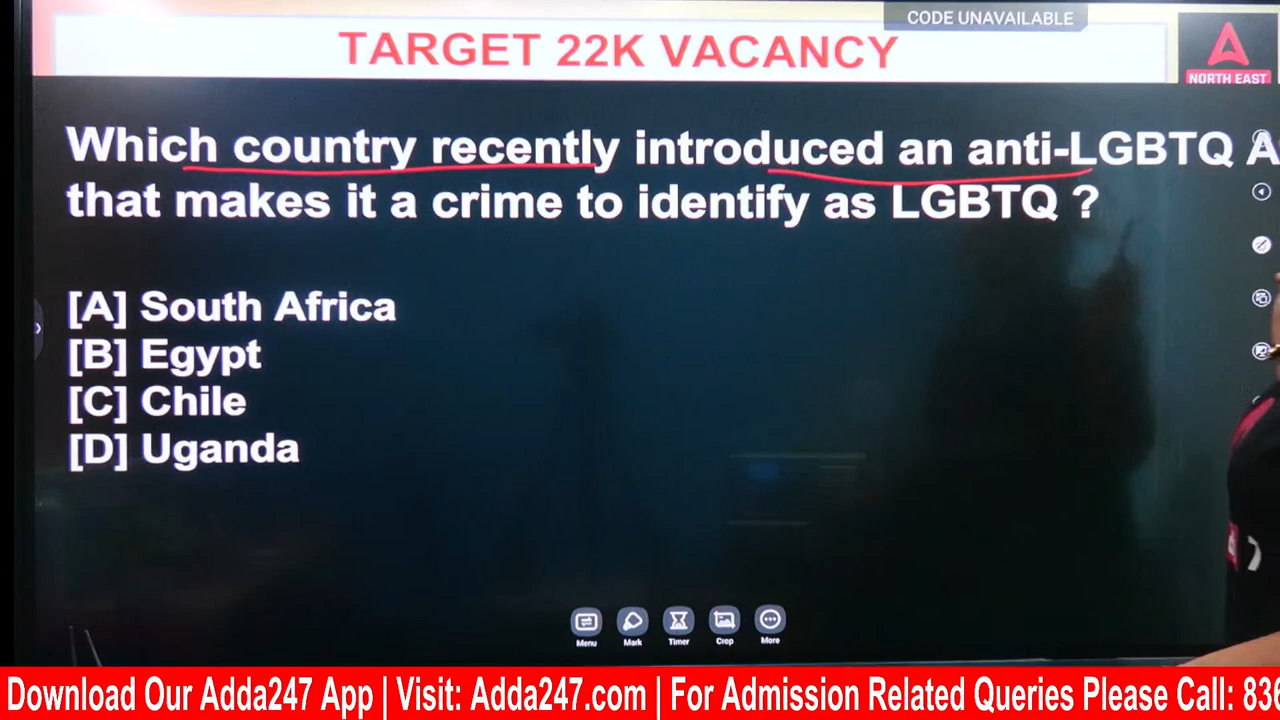 CODE UNAVAILABLE
TARGET 22K VACANCY
NORTH EAST
Which country recently introduced an anti-LGBTQ A
that makes it a crime to identify as LGBTQ ?
[A] South Africa
[B] Egypt
[C] Chile
[D] Uganda
Menu Mark Timer Crop More
Download Our Adda247 App | Visit: Adda247.com | For Admission Related Queries Please Call: 836